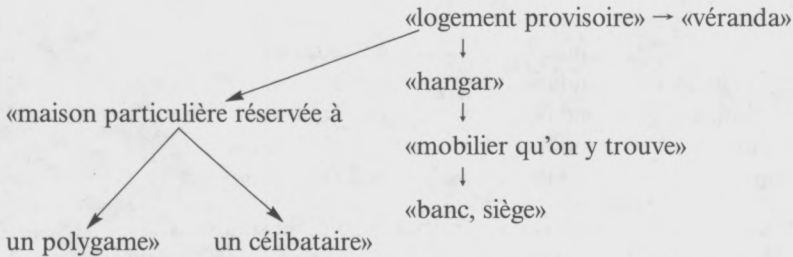 «logement provisoire» → «véranda»
↓
«hangar»
↓
«maison particulière réservée à
«mobilier qu'on y trouve»
↓
«banc, siège»
un polygame» un célibataire»